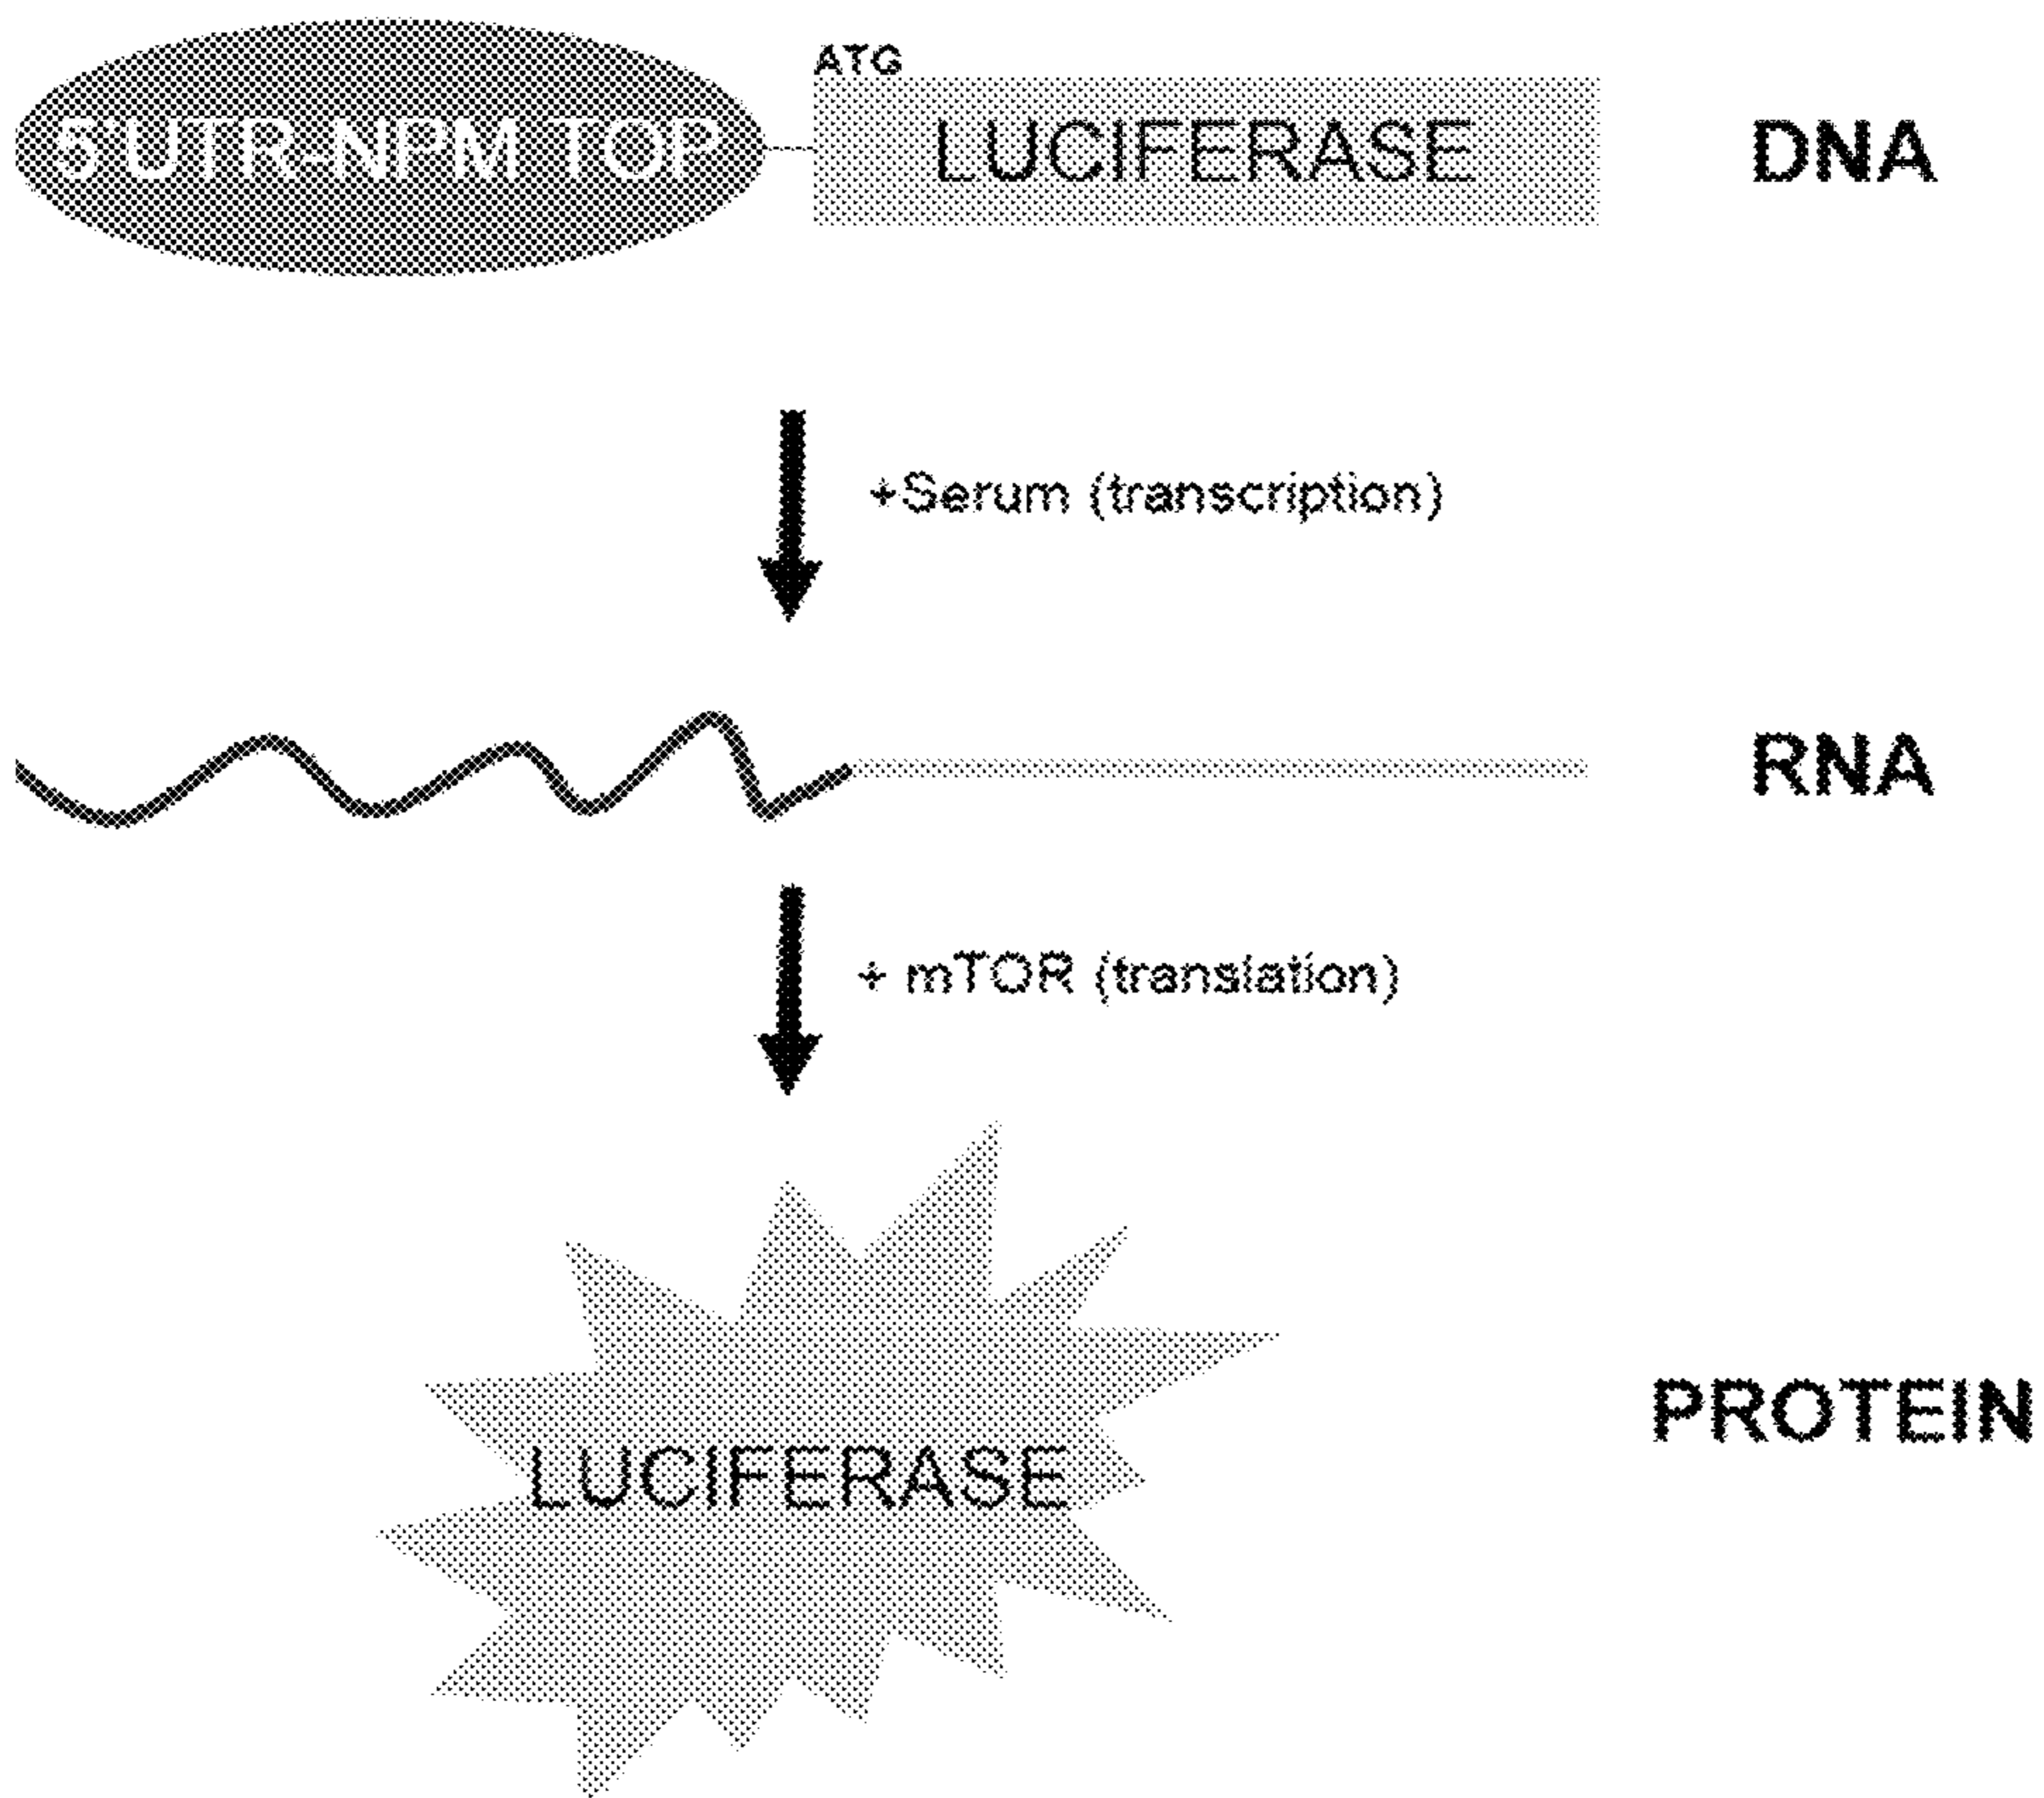 ATG
5'UTR-NPM TOP LUCIFERASE DNA
+Serum (transcription)
RNA
+ mTOR (translation)
PROTEIN
LUCIFERASE